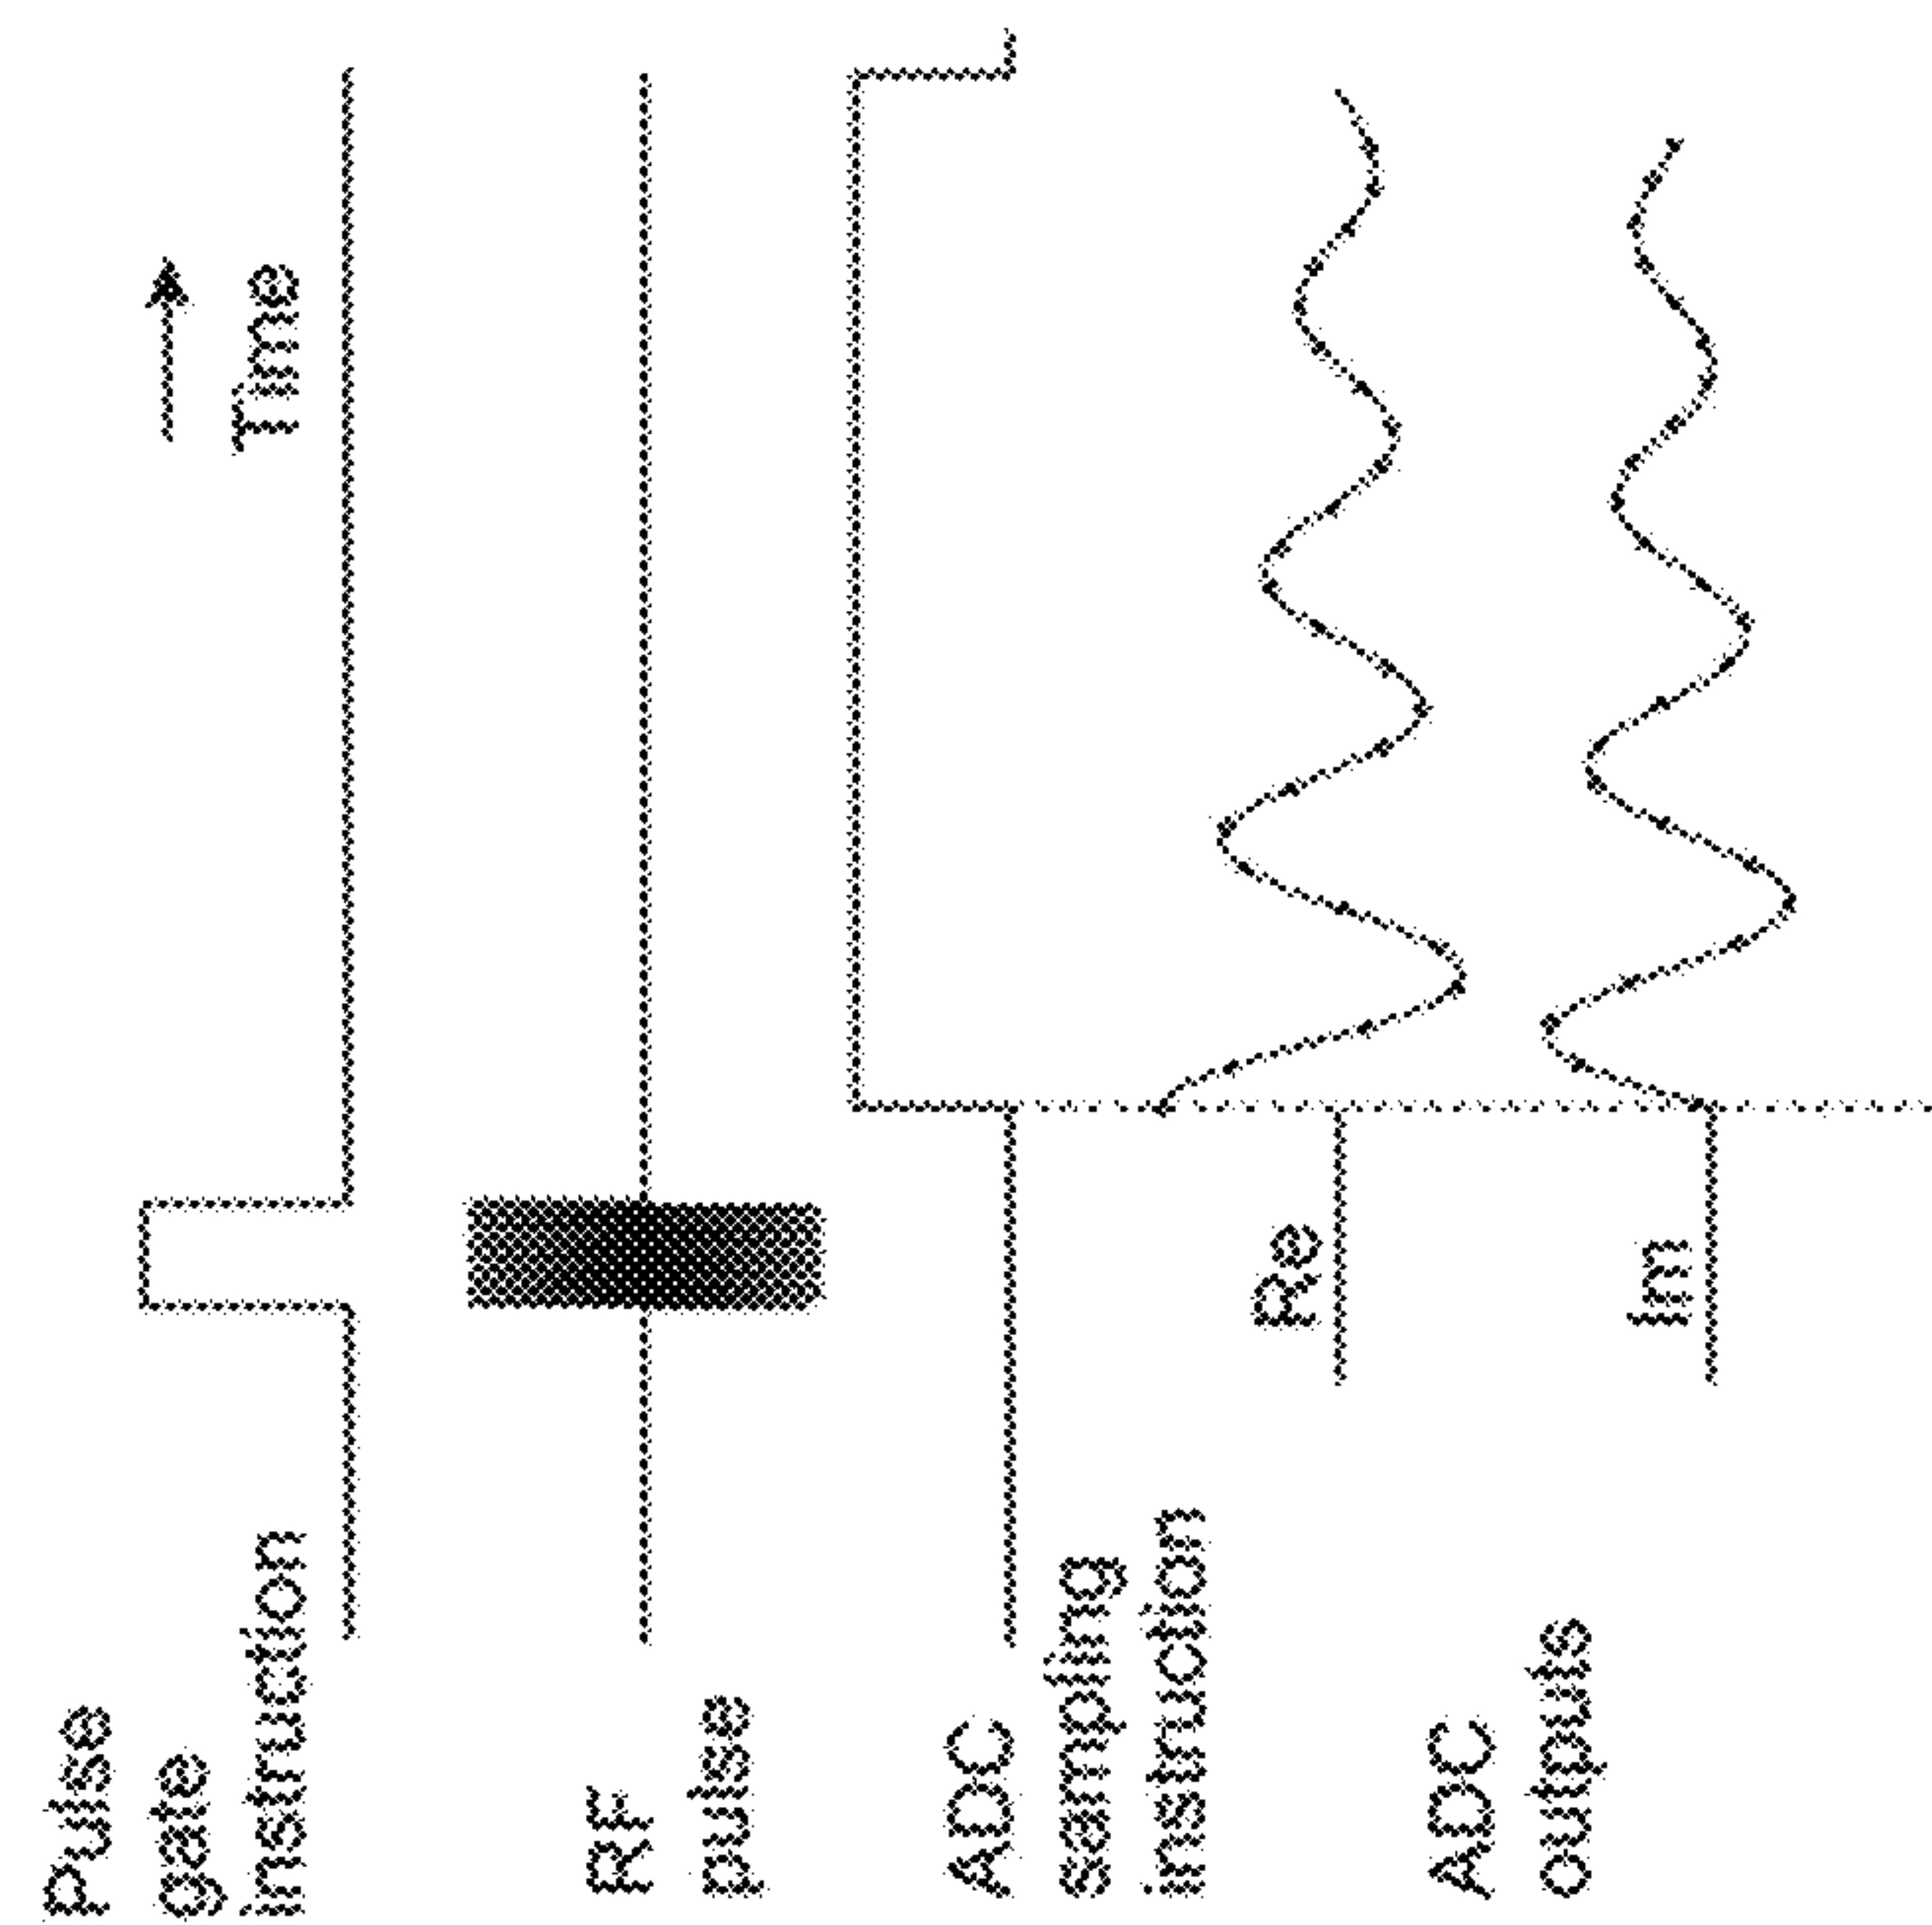 Pulse
gate
instruction
Time
RF
pulse
ADC
sampling
instruction
Re
ADC
outputs
Im